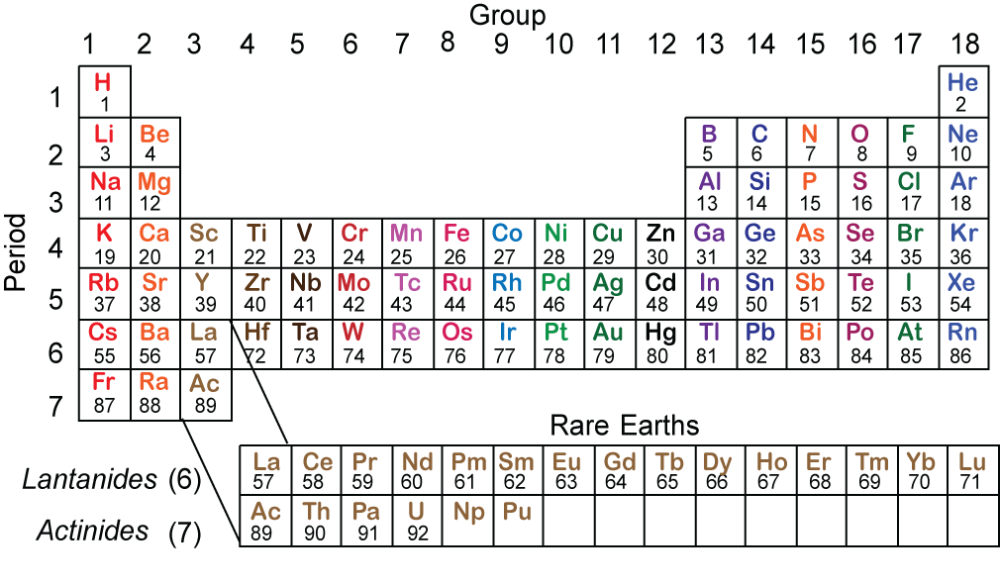 Group
1 2 3 4 5 6 7 8 9 10 11 12 13 14 15 16 17 18
Period
1
H He
1 2
2
Li Be B C N O F Ne
3 4 5 6 7 8 9 10
3
Na Mg Al Si P S Cl Ar
11 12 13 14 15 16 17 18
4
K Ca Sc Ti V Cr Mn Fe Co Ni Cu Zn Ga Ge As Se Br Kr
19 20 21 22 23 24 25 26 27 28 29 30 31 32 33 34 35 36
5
Rb Sr Y Zr Nb Mo Tc Ru Rh Pd Ag Cd In Sn Sb Te I Xe
37 38 39 40 41 42 43 44 45 46 47 48 49 50 51 52 53 54
6
Cs Ba La Hf Ta W Re Os Ir Pt Au Hg Tl Pb Bi Po At Rn
55 56 57 72 73 74 75 76 77 78 79 80 81 82 83 84 85 86
7
Fr Ra Ac
87 88 89
Rare Earths
Lantanides (6)
La Ce Pr Nd Pm Sm Eu Gd Tb Dy Ho Er Tm Yb Lu
57 58 59 60 61 62 63 64 65 66 67 68 69 70 71
Actinides (7)
Ac Th Pa U Np Pu
89 90 91 92